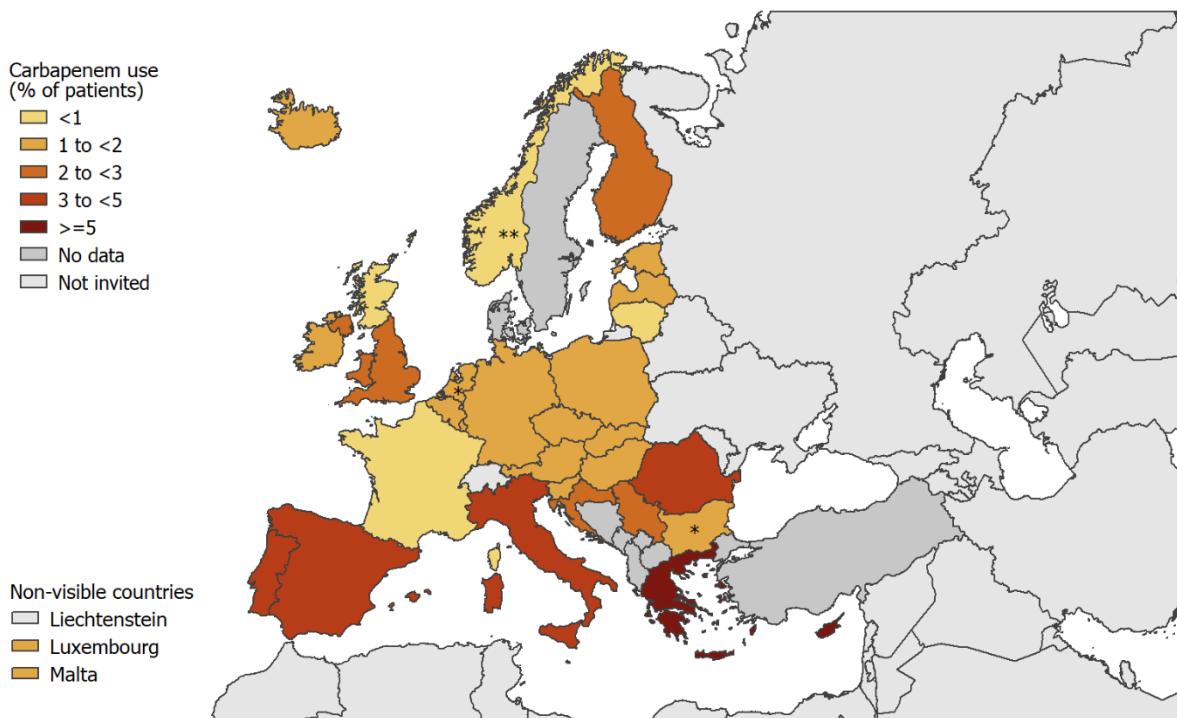 Carbapenem use
(% of patients)
<1
1 to <2
2 to <3
3 to <5
>=5
No data
Not invited
**
*
*
Non-visible countries
Liechtenstein
Luxembourg
Malta